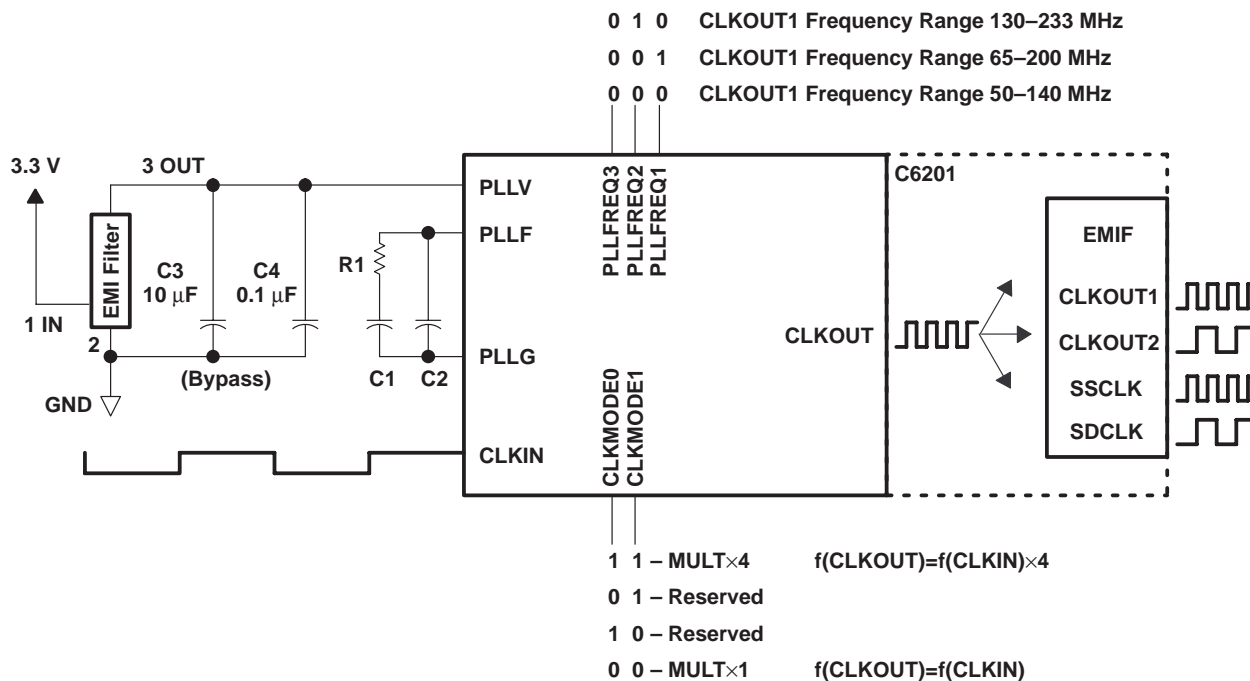 0 1 0 CLKOUT1 Frequency Range 130–233 MHz
0 0 1 CLKOUT1 Frequency Range 65–200 MHz
0 0 0 CLKOUT1 Frequency Range 50–140 MHz
3.3 V
3 OUT
EMI Filter
1 IN
2
GND
C3
10 μF
C4
0.1 μF
(Bypass)
R1
C1
C2
PLLV
PLLF
PLLG
CLKIN
PLLFREQ3
PLLFREQ2
PLLFREQ1
CLKMODE0
CLKMODE1
CLKOUT
C6201
EMIF
CLKOUT1
CLKOUT2
SSCLK
SDCLK
1 1 – MULT×4 f(CLKOUT)=f(CLKIN)×4
0 1 – Reserved
1 0 – Reserved
0 0 – MULT×1 f(CLKOUT)=f(CLKIN)